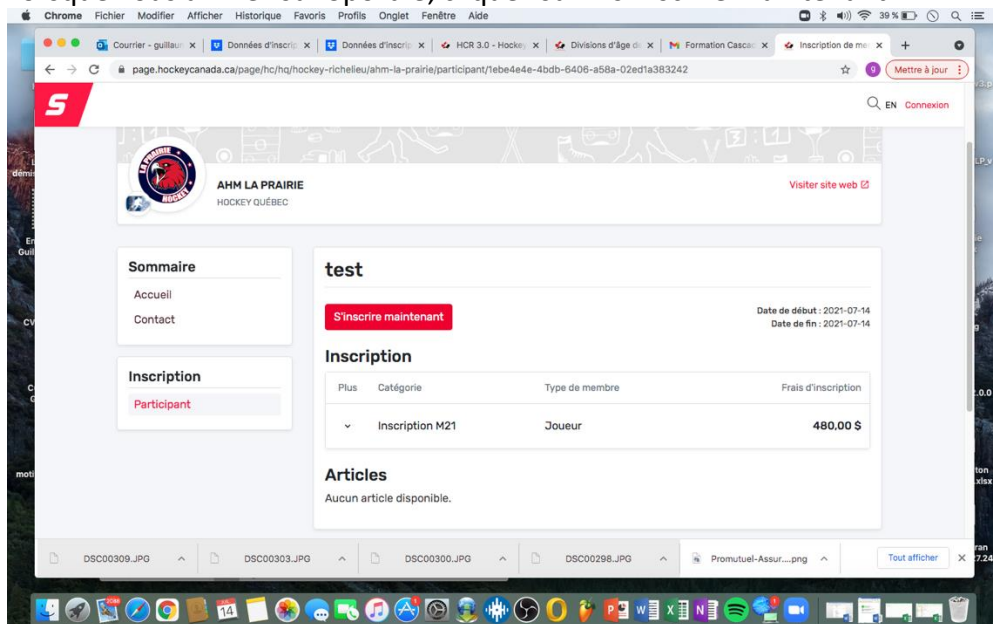 Chrome Fichier Modifier Afficher Historique Favoris Profils Onglet Fenêtre Aide 39 %
Courrier - guillau
Données d'inscrip
Données d'inscrip
HCR 3.0 - Hockey
Divisions d'âge d
Formation Cascad
Inscription de me
page.hockeycanada.ca/page/hc/hq/hockey-richelieu/ahm-la-prairie/participant/1ebe4e4e-4bdb-6406-a58a-02ed1a383242
g Mettre à jour
S EN Connexion
LA PRAIRIE
HOCKEY
AHM LA PRAIRIE
HOCKEY QUÉBEC
Visiter site web
Sommaire
Accueil
Contact
Inscription
Participant
test
S'inscrire maintenant
Date de début : 2021-07-14
Date de fin : 2021-07-14
Inscription
Plus Catégorie Type de membre Frais d'inscription
Inscription M21 Joueur 480,00 $
Articles
Aucun article disponible.
DSC00309.JPG
DSC00303.JPG
DSC00300.JPG
DSC00298.JPG
Promutuel-Assur....png
Tout afficher
14